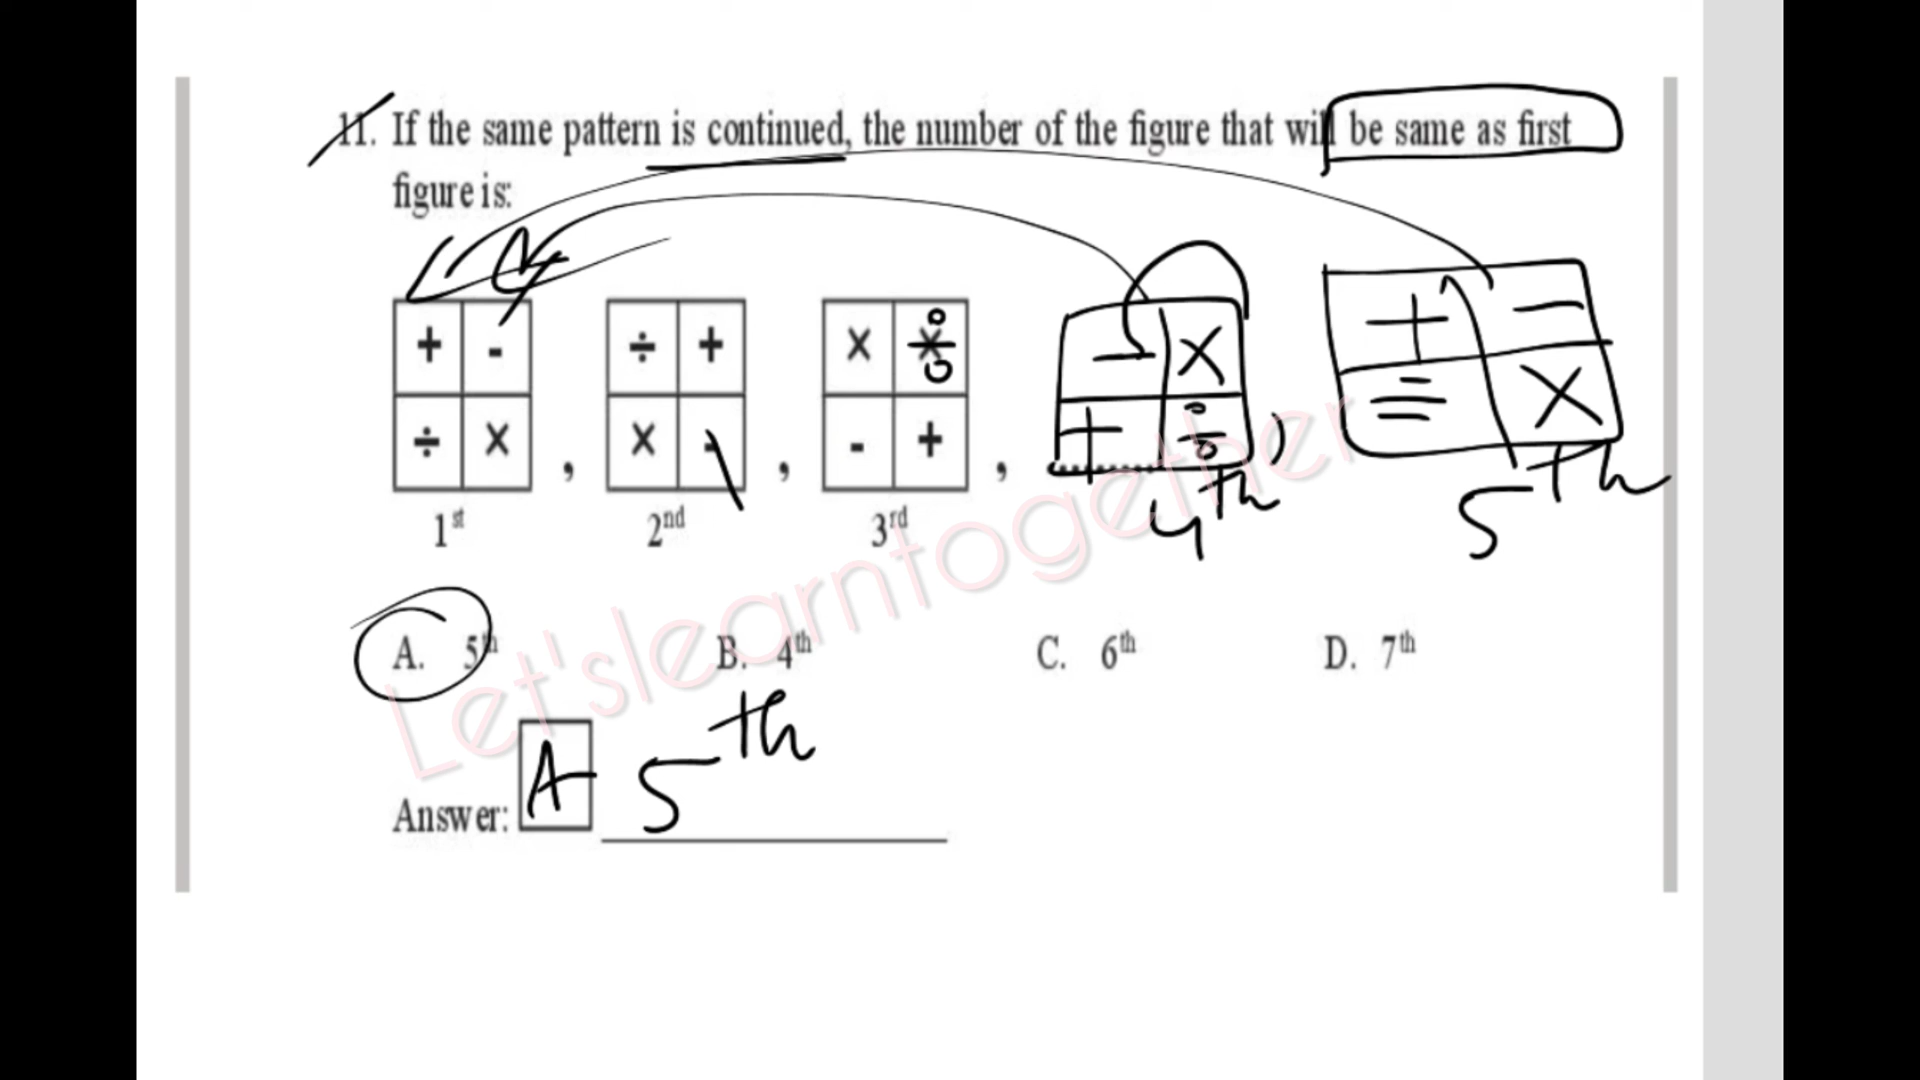 11. If the same pattern is continued, the number of the figure that will be same as first
figure is:
+ - ÷ + × ÷ - × + -
÷ × , × - , - + , + ÷ , ÷ ×
1st 2nd 3rd 4th 5th
A. 5th B. 4th C. 6th D. 7th
Answer: A 5th
Let'slearntogether